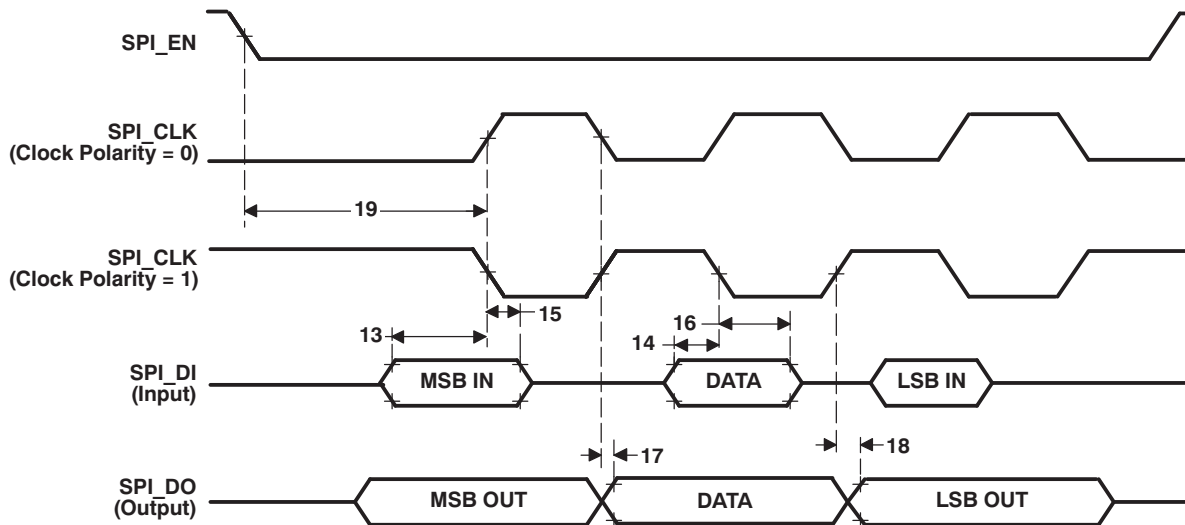 SPI_EN
SPI_CLK
(Clock Polarity = 0)
19
SPI_CLK
(Clock Polarity = 1)
15
13
16
14
SPI_DI
(Input)
MSB IN
DATA
LSB IN
17
18
SPI_DO
(Output)
MSB OUT
DATA
LSB OUT